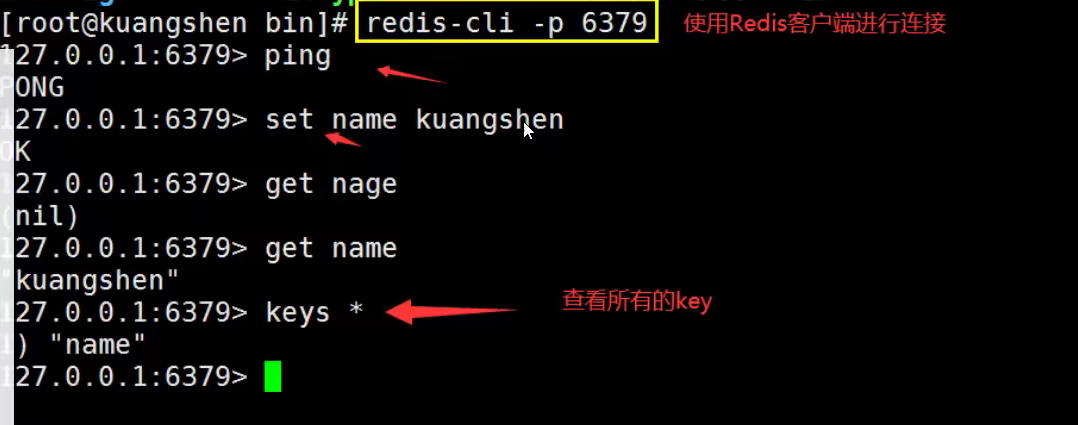 [root@kuangshen bin]# redis-cli -p 6379 使用Redis客户端进行连接
127.0.0.1:6379> ping
PONG
127.0.0.1:6379> set name kuangshen
OK
127.0.0.1:6379> get nage
(nil)
127.0.0.1:6379> get name
"kuangshen"
127.0.0.1:6379> keys * 查看所有的key
1) "name"
127.0.0.1:6379>